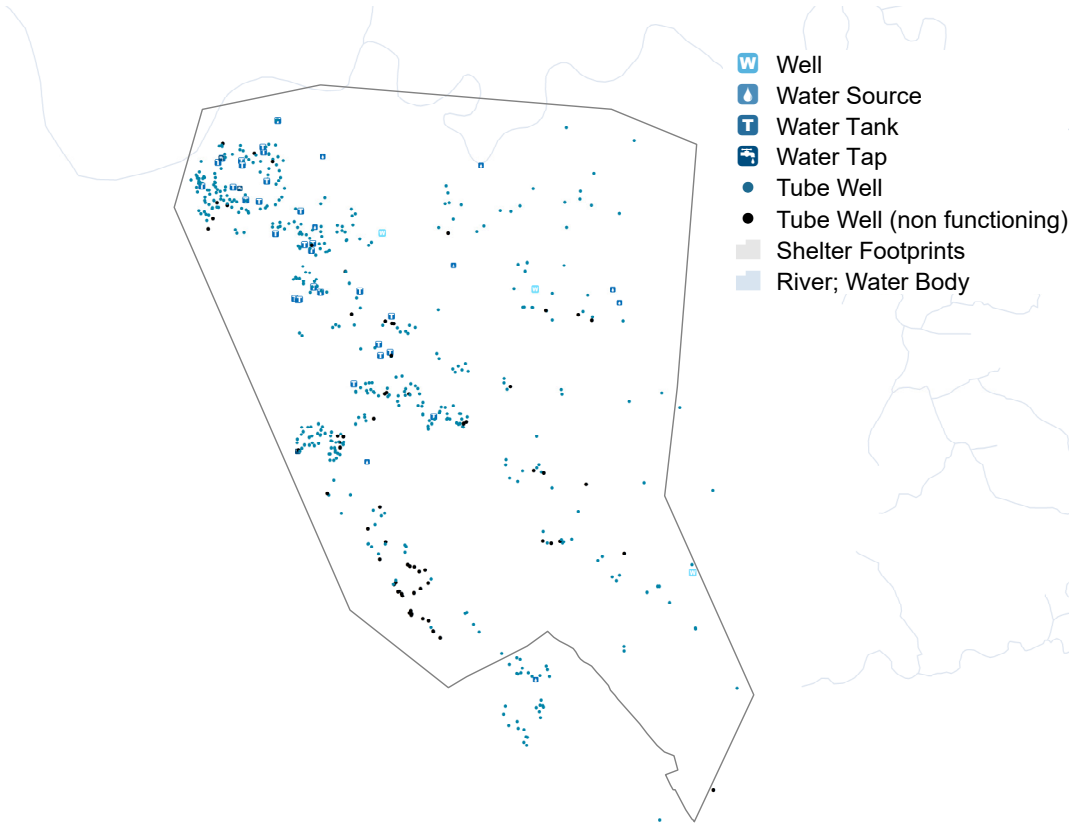 Well
Water Source
Water Tank
Water Tap
Tube Well
Tube Well (non functioning)
Shelter Footprints
River; Water Body